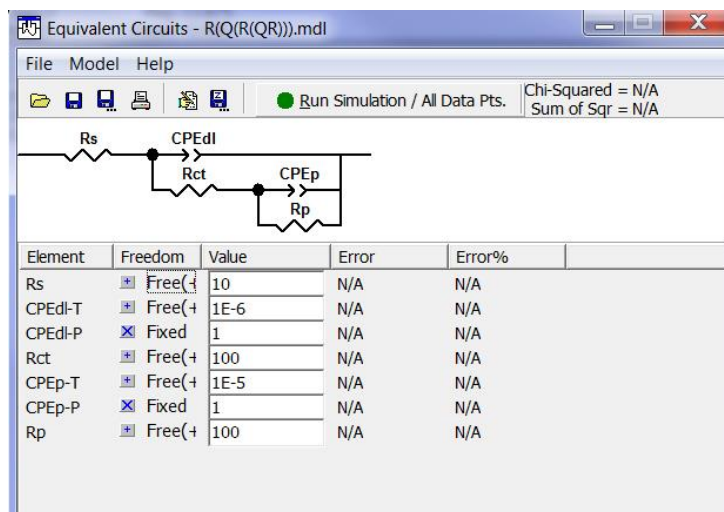 Equivalent Circuits - R(Q(R(QR))).mdl
File Model Help
Run Simulation / All Data Pts.
Chi-Squared = N/A
Sum of Sqr = N/A
Rs
CPEdl
Rct
CPEp
Rp
Element Freedom Value Error Error%
Rs Free(+ 10 N/A N/A
CPEdl-T Free(+ 1E-6 N/A N/A
CPEdl-P Fixed 1 N/A N/A
Rct Free(+ 100 N/A N/A
CPEp-T Free(+ 1E-5 N/A N/A
CPEp-P Fixed 1 N/A N/A
Rp Free(+ 100 N/A N/A